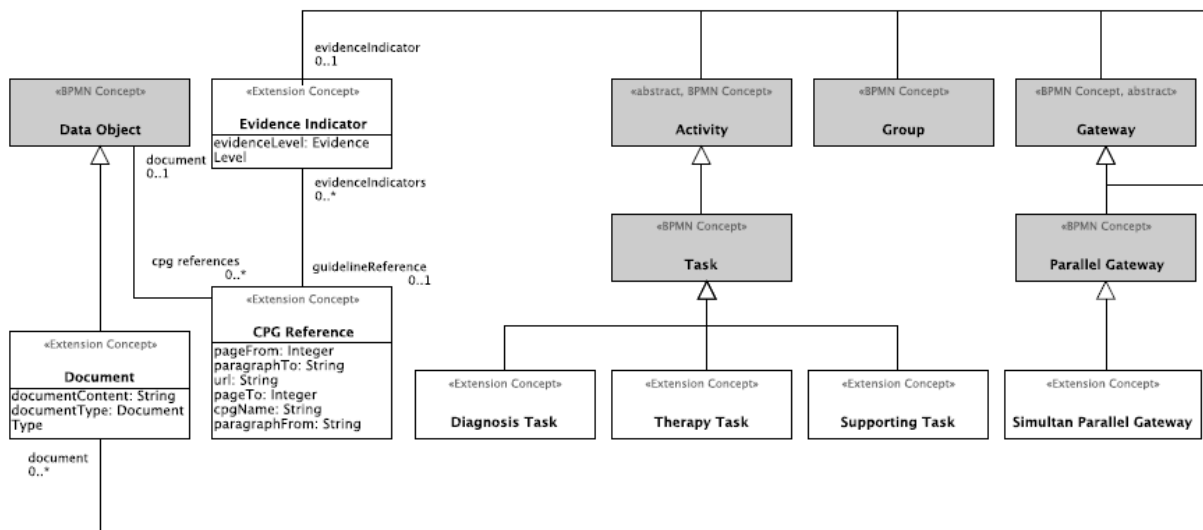 evidenceIndicator
0..1
«BPMN Concept»
Data Object
«Extension Concept»
Evidence Indicator
evidenceLevel: Evidence
Level
«abstract, BPMN Concept»
Activity
«BPMN Concept»
Group
«BPMN Concept, abstract»
Gateway
document
0..1
evidenceIndicators
0..*
«BPMN Concept»
Task
«BPMN Concept»
Parallel Gateway
cpg references
0..*
guidelineReference
0..1
«Extension Concept»
CPG Reference
pageFrom: Integer
paragraphTo: String
url: String
pageTo: Integer
cpgName: String
paragraphFrom: String
«Extension Concept»
Document
documentContent: String
documentType: Document
Type
«Extension Concept»
Diagnosis Task
«Extension Concept»
Therapy Task
«Extension Concept»
Supporting Task
«Extension Concept»
Simultan Parallel Gateway
document
0..*